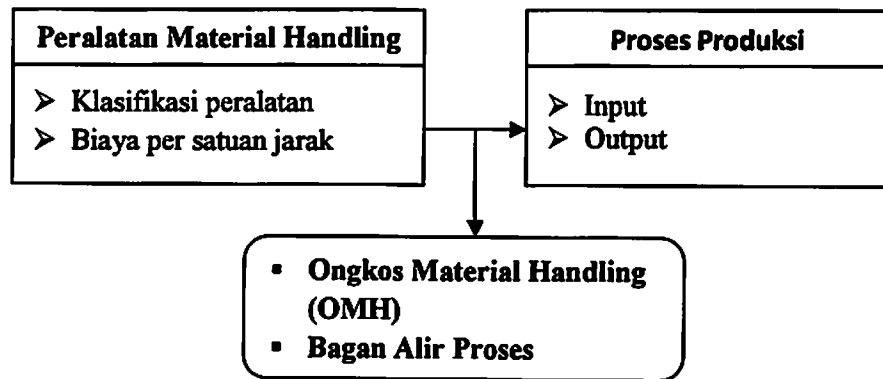 Peralatan Material Handling
➢ Klasifikasi peralatan
➢ Biaya per satuan jarak
Proses Produksi
➢ Input
➢ Output
▪ Ongkos Material Handling
(OMH)
▪ Bagan Alir Proses